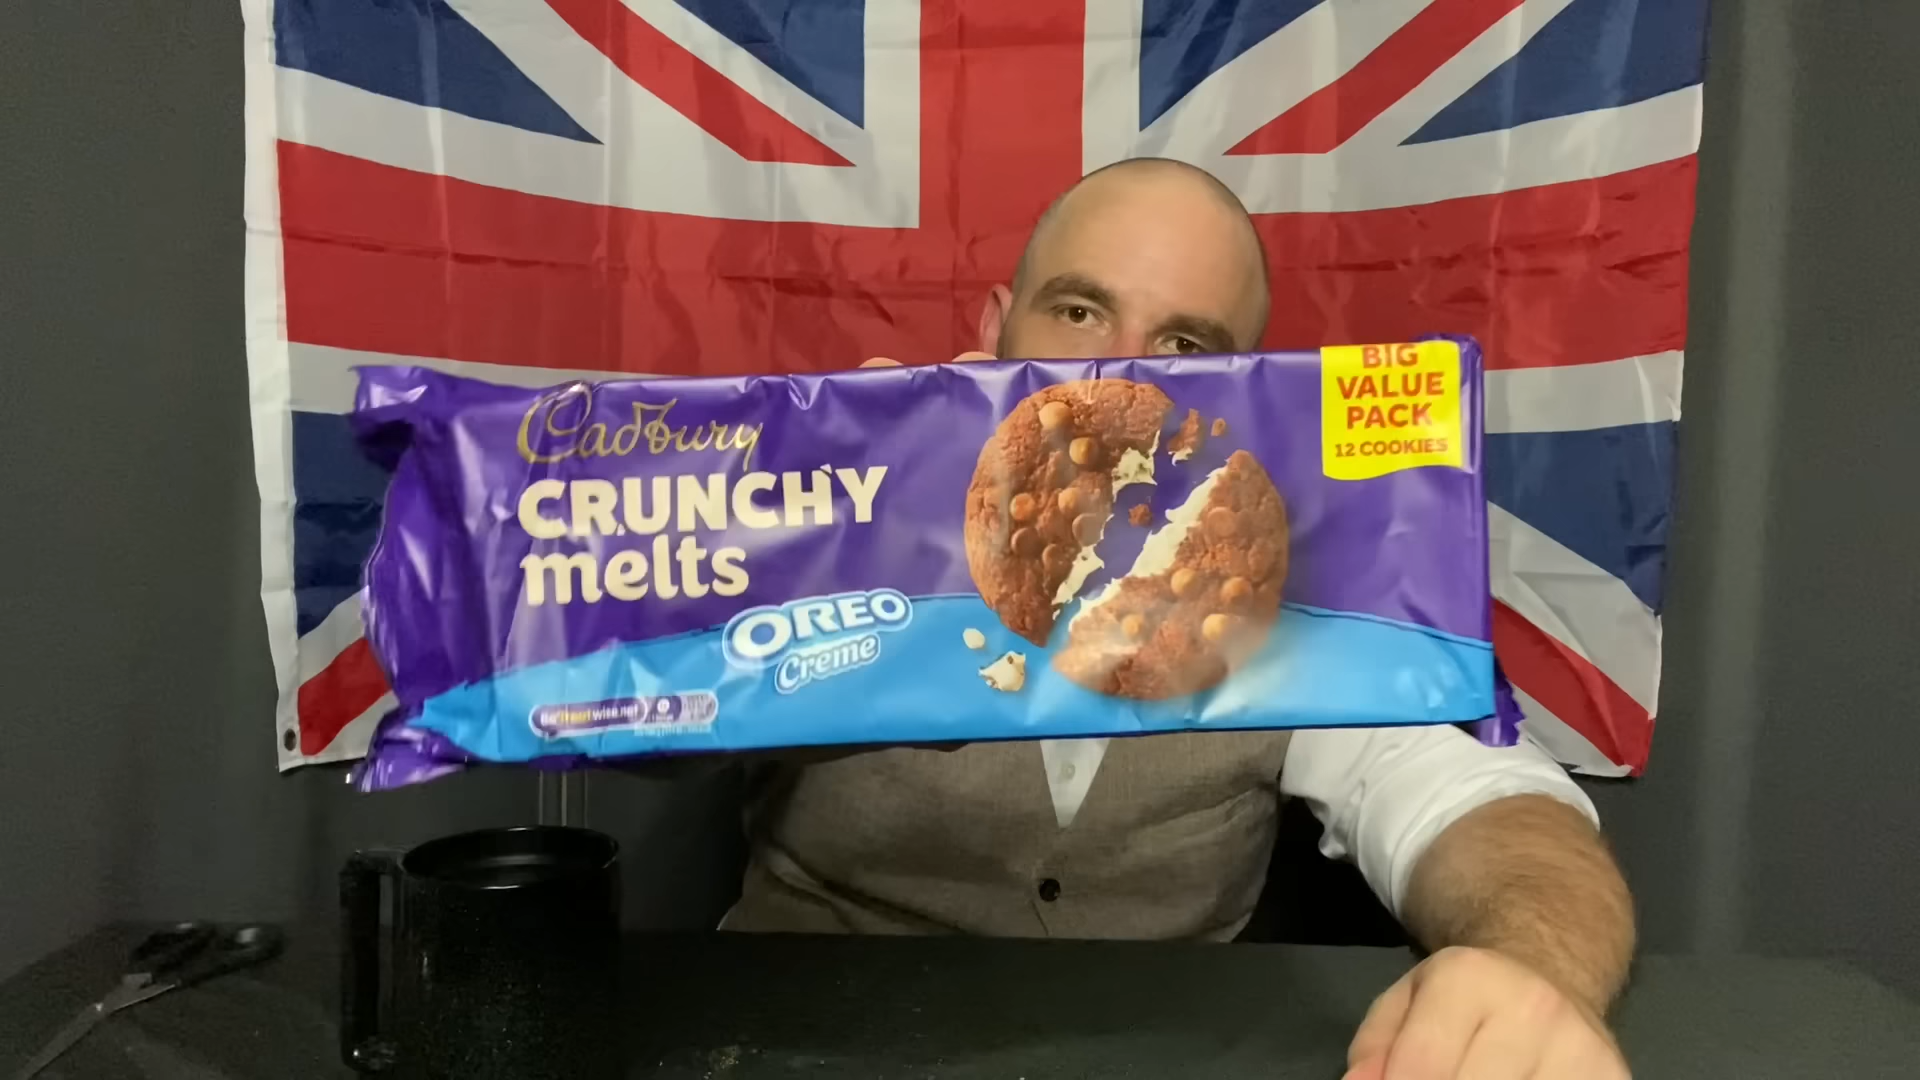 Cadbury
CRUNCHY
melts
OREO
Creme
BIG
VALUE
PACK
12 COOKIES